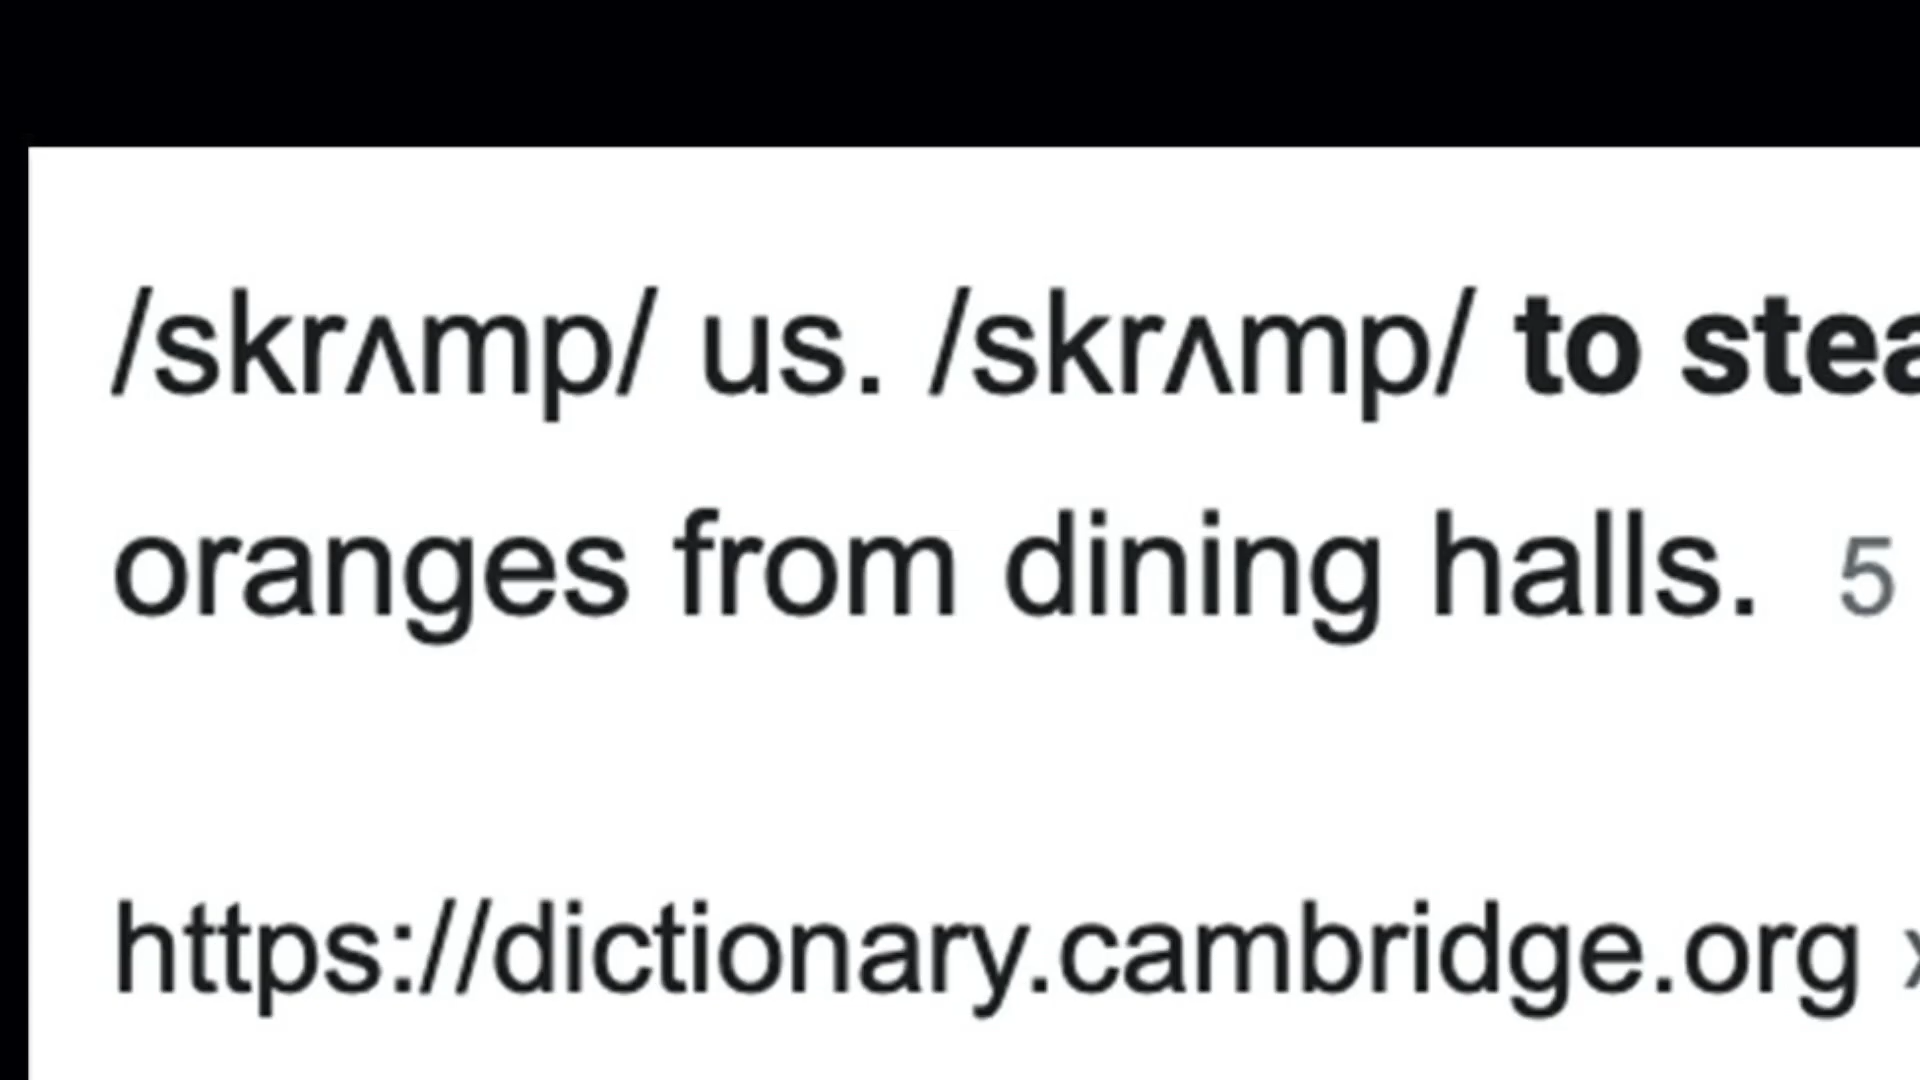 /skrʌmp/ us. /skrʌmp/ to stea
oranges from dining halls. 5
https://dictionary.cambridge.org